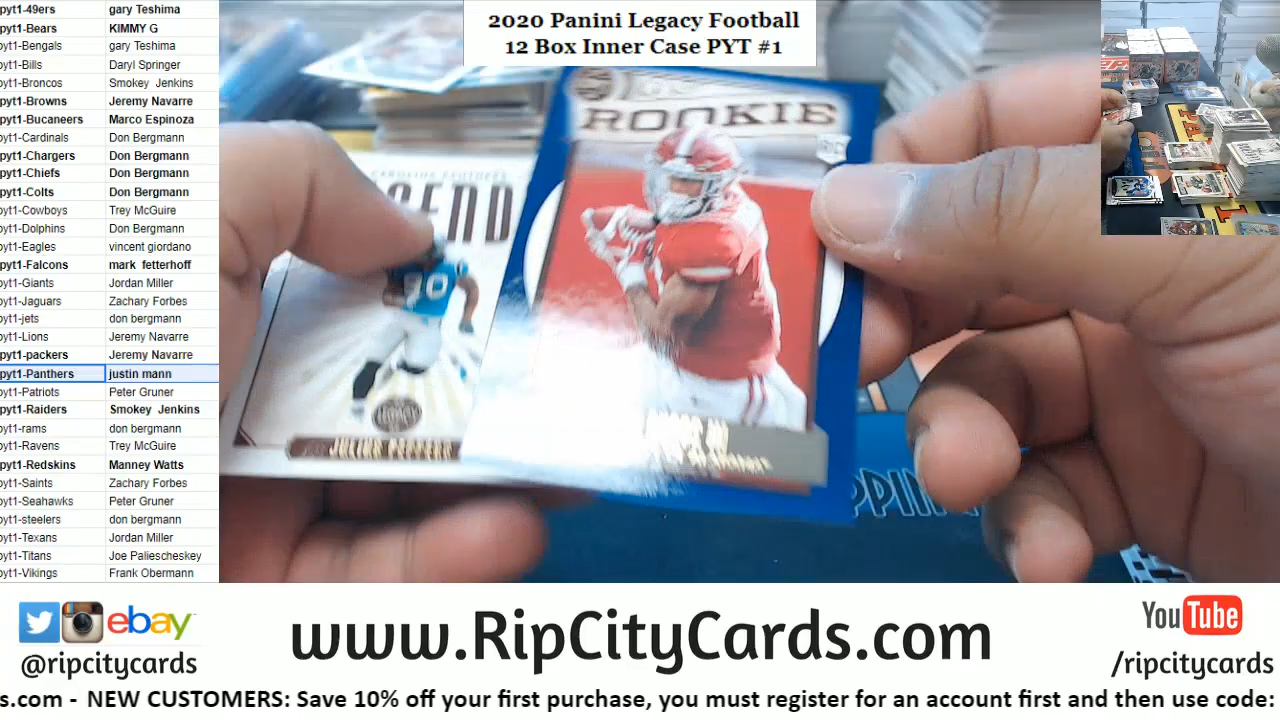 2020 Panini Legacy Football
12 Box Inner Case PYT #1
pyt1-49ers gary Teshima
pyt1-Bears KIMMY G
pyt1-Bengals gary Teshima
pyt1-Bills Daryl Springer
pyt1-Broncos Smokey Jenkins
pyt1-Browns Jeremy Navarre
pyt1-Bucaneers Marco Espinoza
pyt1-Cardinals Don Bergmann
pyt1-Chargers Don Bergmann
pyt1-Chiefs Don Bergmann
pyt1-Colts Don Bergmann
pyt1-Cowboys Trey McGuire
pyt1-Dolphins Don Bergmann
pyt1-Eagles vincent giordano
pyt1-Falcons mark fetterhoff
pyt1-Giants Jordan Miller
pyt1-Jaguars Zachary Forbes
pyt1-jets don bergmann
pyt1-Lions Jeremy Navarre
pyt1-packers Jeremy Navarre
pyt1-Panthers justin mann
pyt1-Patriots Peter Gruner
pyt1-Raiders Smokey Jenkins
pyt1-rams don bergmann
pyt1-Ravens Trey McGuire
pyt1-Redskins Manney Watts
pyt1-Saints Zachary Forbes
pyt1-Seahawks Peter Gruner
pyt1-steelers don bergmann
pyt1-Texans Jordan Miller
pyt1-Titans Joe Paliescheskey
pyt1-Vikings Frank Obermann
ROOKIE
RC
CAROLINA PANTHERS
END
JULIUS PEPPERS
ebay
@ripcitycards
www.RipCityCards.com
YouTube
/ripcitycards
s.com - NEW CUSTOMERS: Save 10% off your first purchase, you must register for an account first and then use code: